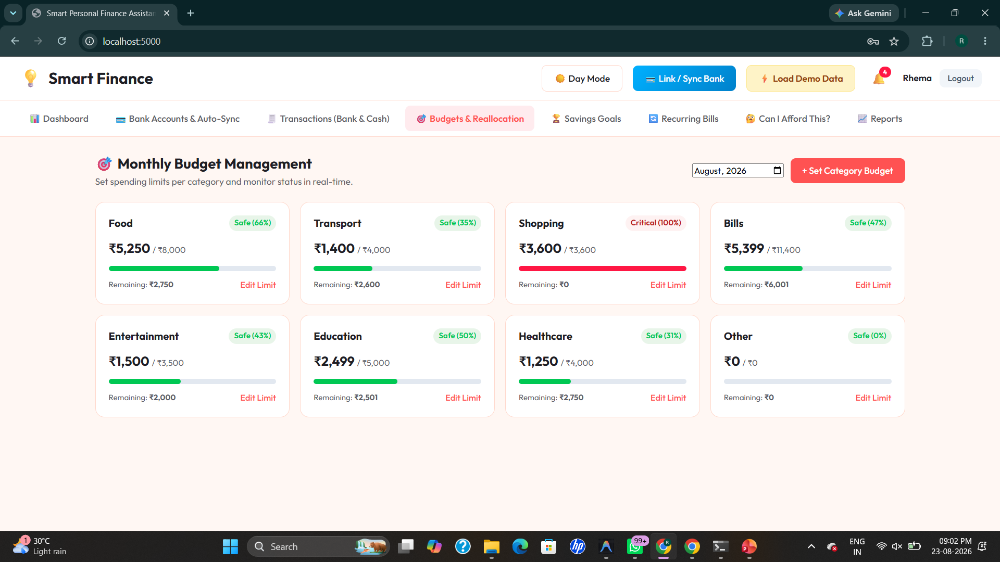 Smart Personal Finance Assistan
Ask Gemini
localhost:5000
R
Smart Finance
Day Mode
Link / Sync Bank
Load Demo Data
4
Rhema
Logout
Dashboard
Bank Accounts & Auto-Sync
Transactions (Bank & Cash)
Budgets & Reallocation
Savings Goals
Recurring Bills
Can I Afford This?
Reports
Monthly Budget Management
Set spending limits per category and monitor status in real-time.
August, 2026
+ Set Category Budget
Food
Safe (66%)
₹5,250 / ₹8,000
Remaining: ₹2,750
Edit Limit
Transport
Safe (35%)
₹1,400 / ₹4,000
Remaining: ₹2,600
Edit Limit
Shopping
Critical (100%)
₹3,600 / ₹3,600
Remaining: ₹0
Edit Limit
Bills
Safe (47%)
₹5,399 / ₹11,400
Remaining: ₹6,001
Edit Limit
Entertainment
Safe (43%)
₹1,500 / ₹3,500
Remaining: ₹2,000
Edit Limit
Education
Safe (50%)
₹2,499 / ₹5,000
Remaining: ₹2,501
Edit Limit
Healthcare
Safe (31%)
₹1,250 / ₹4,000
Remaining: ₹2,750
Edit Limit
Other
Safe (0%)
₹0 / ₹0
Remaining: ₹0
Edit Limit
1
30°C
Light rain
Search
hp
99+
R
P
ENG
IN
09:02 PM
23-08-2026